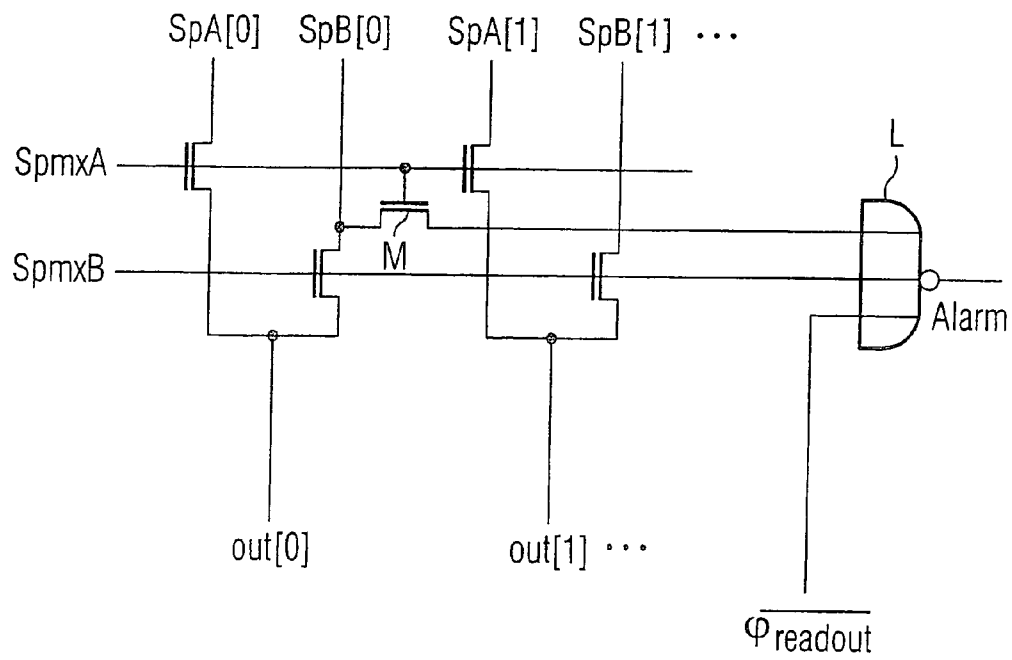 SpA[0] SpB[0] SpA[1] SpB[1] ···
L
SpmxA
M
SpmxB
Alarm
out[0] out[1] ···
φreadout